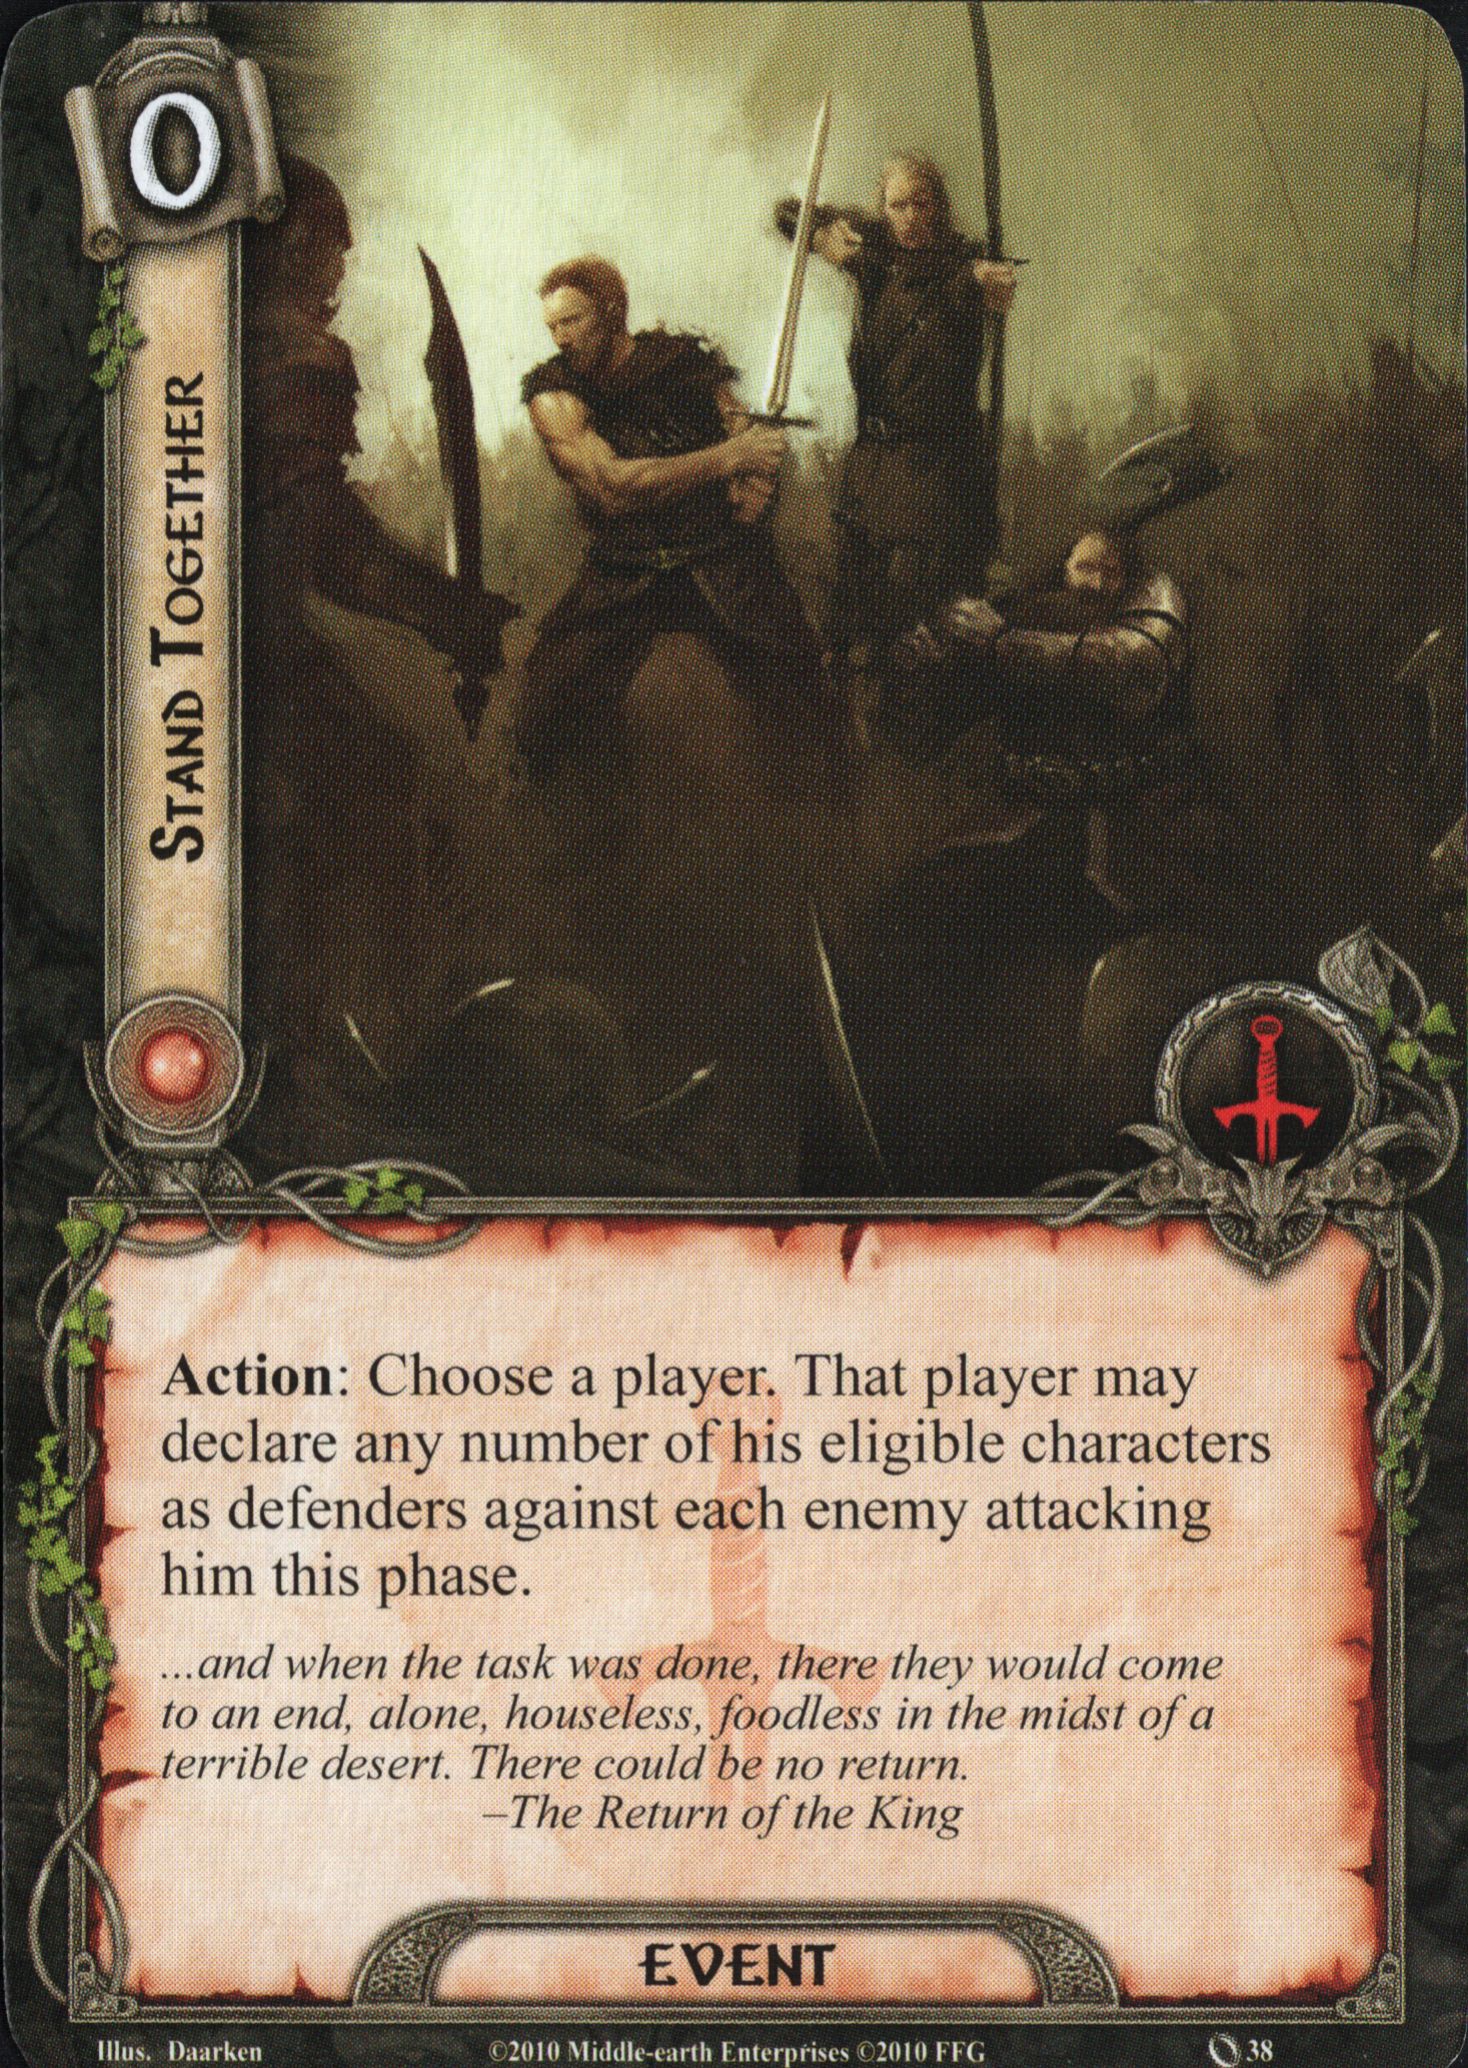 0
Stand Together
Action: Choose a player. That player may
declare any number of his eligible characters
as defenders against each enemy attacking
him this phase.
...and when the task was done, there they would come
to an end, alone, houseless, foodless in the midst of a
terrible desert. There could be no return.
–The Return of the King
EVENT
Illus. Daarken
©2010 Middle-earth Enterprises ©2010 FFG
38